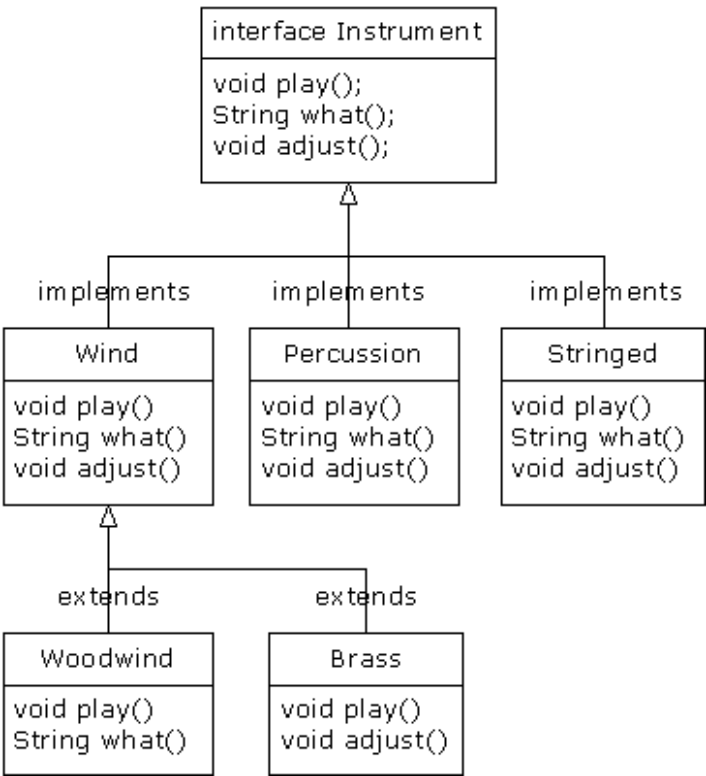 interface Instrument
void play();
String what();
void adjust();
implements
implements
implements
Wind
void play()
String what()
void adjust()
Percussion
void play()
String what()
void adjust()
Stringed
void play()
String what()
void adjust()
extends
extends
Woodwind
void play()
String what()
Brass
void play()
void adjust()